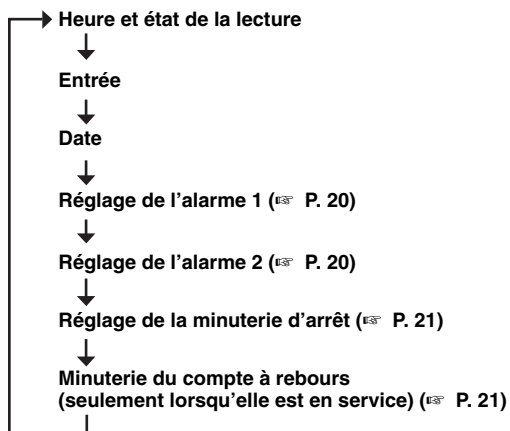 Heure et état de la lecture
Entrée
Date
Réglage de l'alarme 1 (☞ P. 20)
Réglage de l'alarme 2 (☞ P. 20)
Réglage de la minuterie d'arrêt (☞ P. 21)
Minuterie du compte à rebours
(seulement lorsqu'elle est en service) (☞ P. 21)